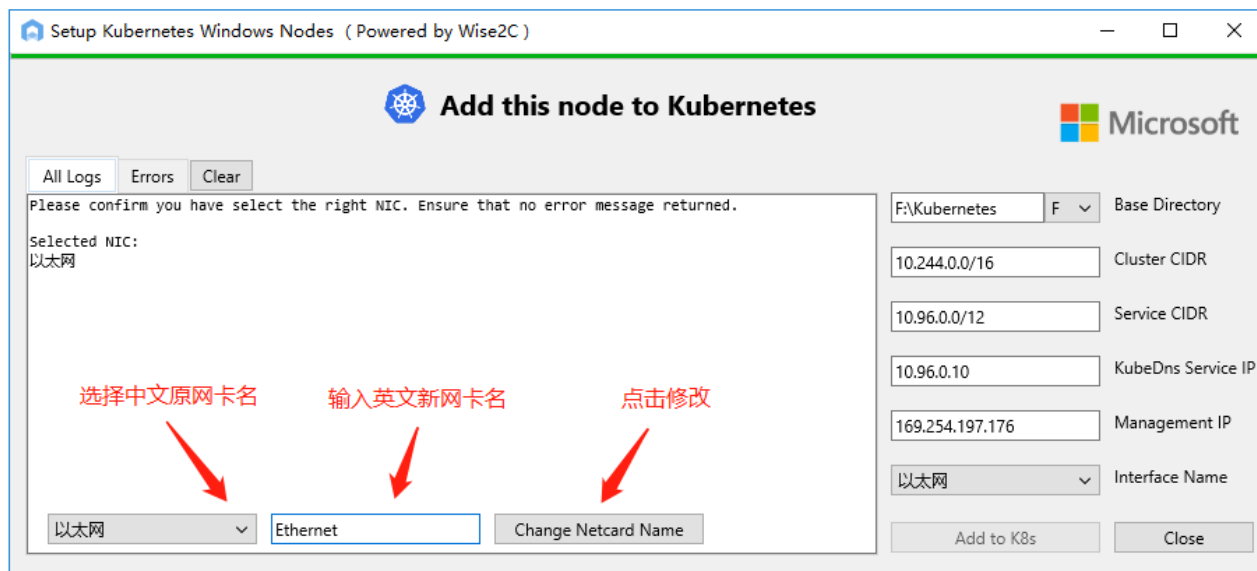 Setup Kubernetes Windows Nodes ( Powered by Wise2C )
Add this node to Kubernetes
Microsoft
All Logs Errors Clear
Please confirm you have select the right NIC. Ensure that no error message returned.
Selected NIC:
以太网
选择中文原网卡名 输入英文新网卡名 点击修改
以太网 Ethernet Change Netcard Name
F:\Kubernetes F Base Directory
10.244.0.0/16 Cluster CIDR
10.96.0.0/12 Service CIDR
10.96.0.10 KubeDns Service IP
169.254.197.176 Management IP
以太网 Interface Name
Add to K8s Close